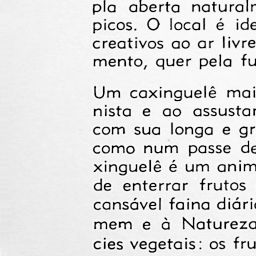 pla aberta natural
picos. O local é ide
creativos ao ar livre
mento, quer pela fu
Um caxinguelê mai
nista e ao assustar
com sua longa e gr
como num passe de
xinguelê é um anim
de enterrar frutos
cansável faina diári
mem e à Natureza
cies vegetais: os fru